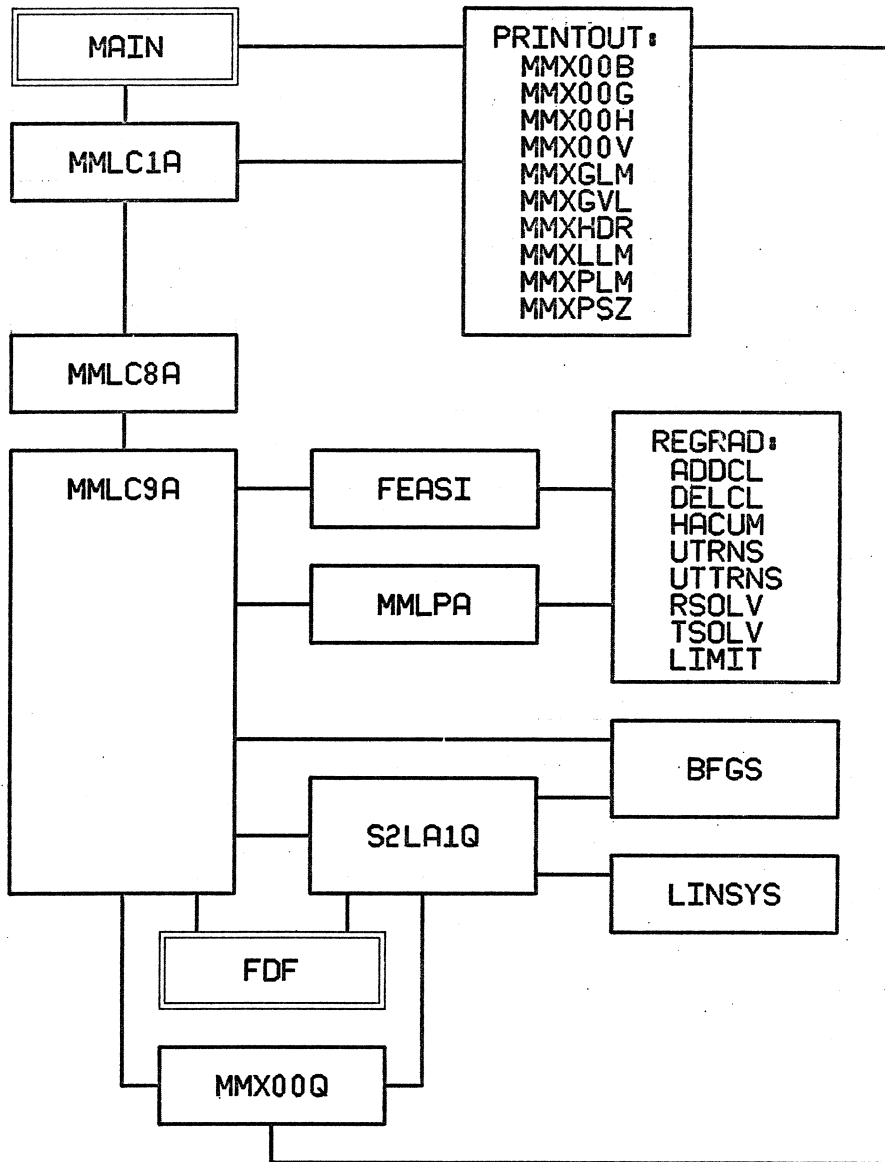 MAIN
PRINTOUT:
MMX00B
MMX00G
MMX00H
MMX00V
MMXGLM
MMXGVL
MMXHDR
MMXLLM
MMXPLM
MMXPSZ
MMLC1A
MMLC8A
MMLC9A
FEASI
REGRAD:
ADDCL
DELCL
HACUM
UTRNS
UTTRNS
RSOLV
TSOLV
LIMIT
MMLPA
BFGS
S2LA1Q
LINSYS
FDF
MMX00Q